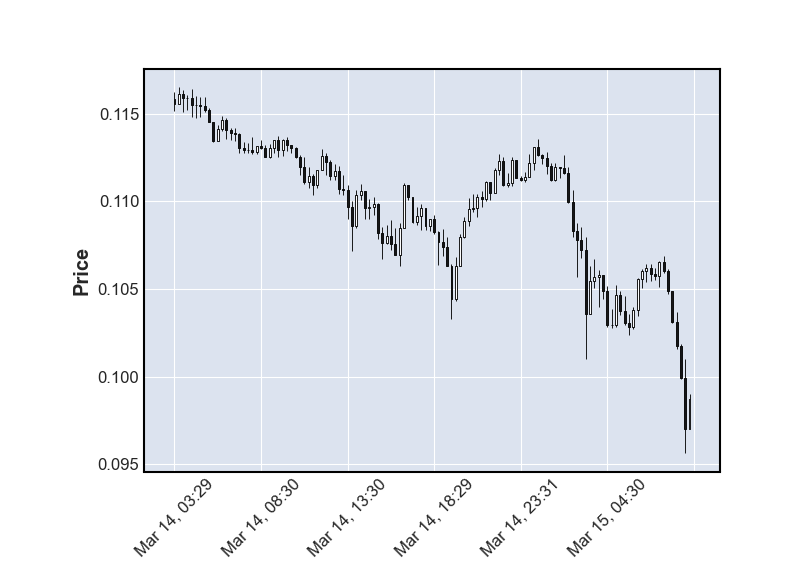 0.115
0.110
0.105
0.100
0.095
Price
Mar 14, 03:29
Mar 14, 08:30
Mar 14, 13:30
Mar 14, 18:29
Mar 14, 23:31
Mar 15, 04:30